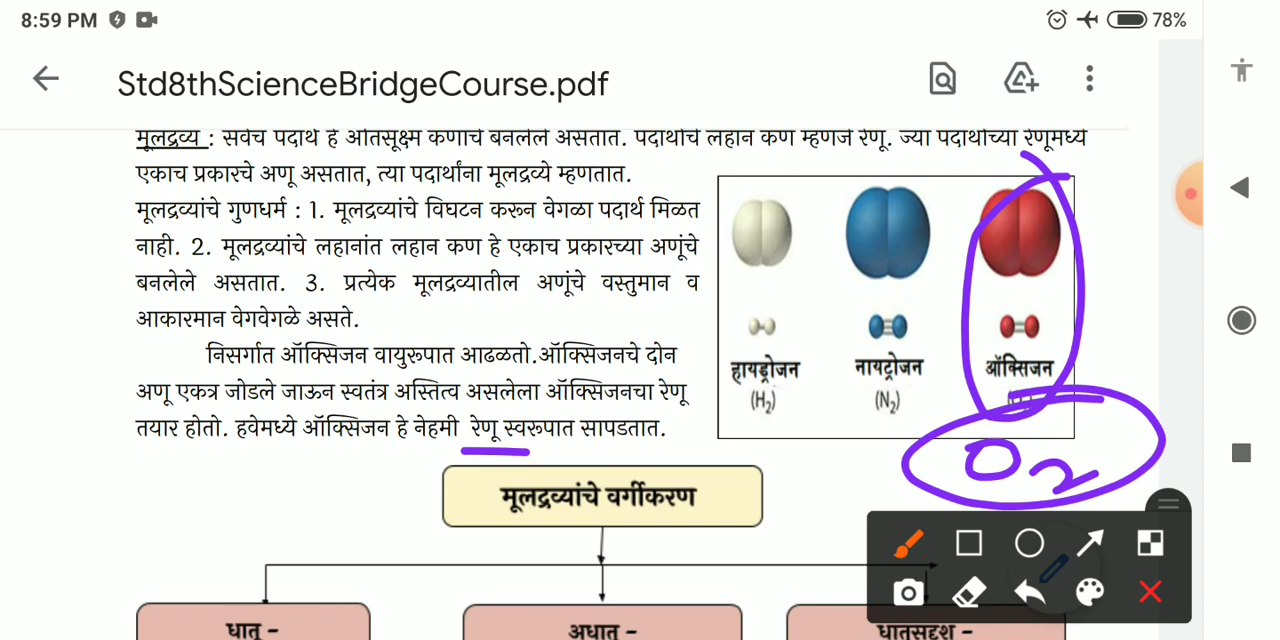 8:59 PM 78%
Std8thScienceBridgeCourse.pdf
मूलद्रव्य : सर्वच पदार्थ हे अतिसूक्ष्म कणांचे बनलेले असतात. पदार्थाचे लहान कण म्हणजे रेणू. ज्या पदार्थांच्या रेणूमध्ये
एकाच प्रकारचे अणू असतात, त्या पदार्थांना मूलद्रव्ये म्हणतात.
मूलद्रव्यांचे गुणधर्म : 1. मूलद्रव्यांचे विघटन करून वेगळा पदार्थ मिळत
नाही. 2. मूलद्रव्यांचे लहानांत लहान कण हे एकाच प्रकारच्या अणूंचे
बनलेले असतात. 3. प्रत्येक मूलद्रव्यातील अणूंचे वस्तुमान व
आकारमान वेगवेगळे असते.
निसर्गात ऑक्सिजन वायुरूपात आढळतो.ऑक्सिजनचे दोन
अणू एकत्र जोडले जाऊन स्वतंत्र अस्तित्व असलेला ऑक्सिजनचा रेणू
तयार होतो. हवेमध्ये ऑक्सिजन हे नेहमी रेणू स्वरूपात सापडतात.
हायड्रोजन नायट्रोजन ऑक्सिजन
(H₂) (N₂)
O2
मूलद्रव्यांचे वर्गीकरण
धातू - अधातू - धातुसदृश -